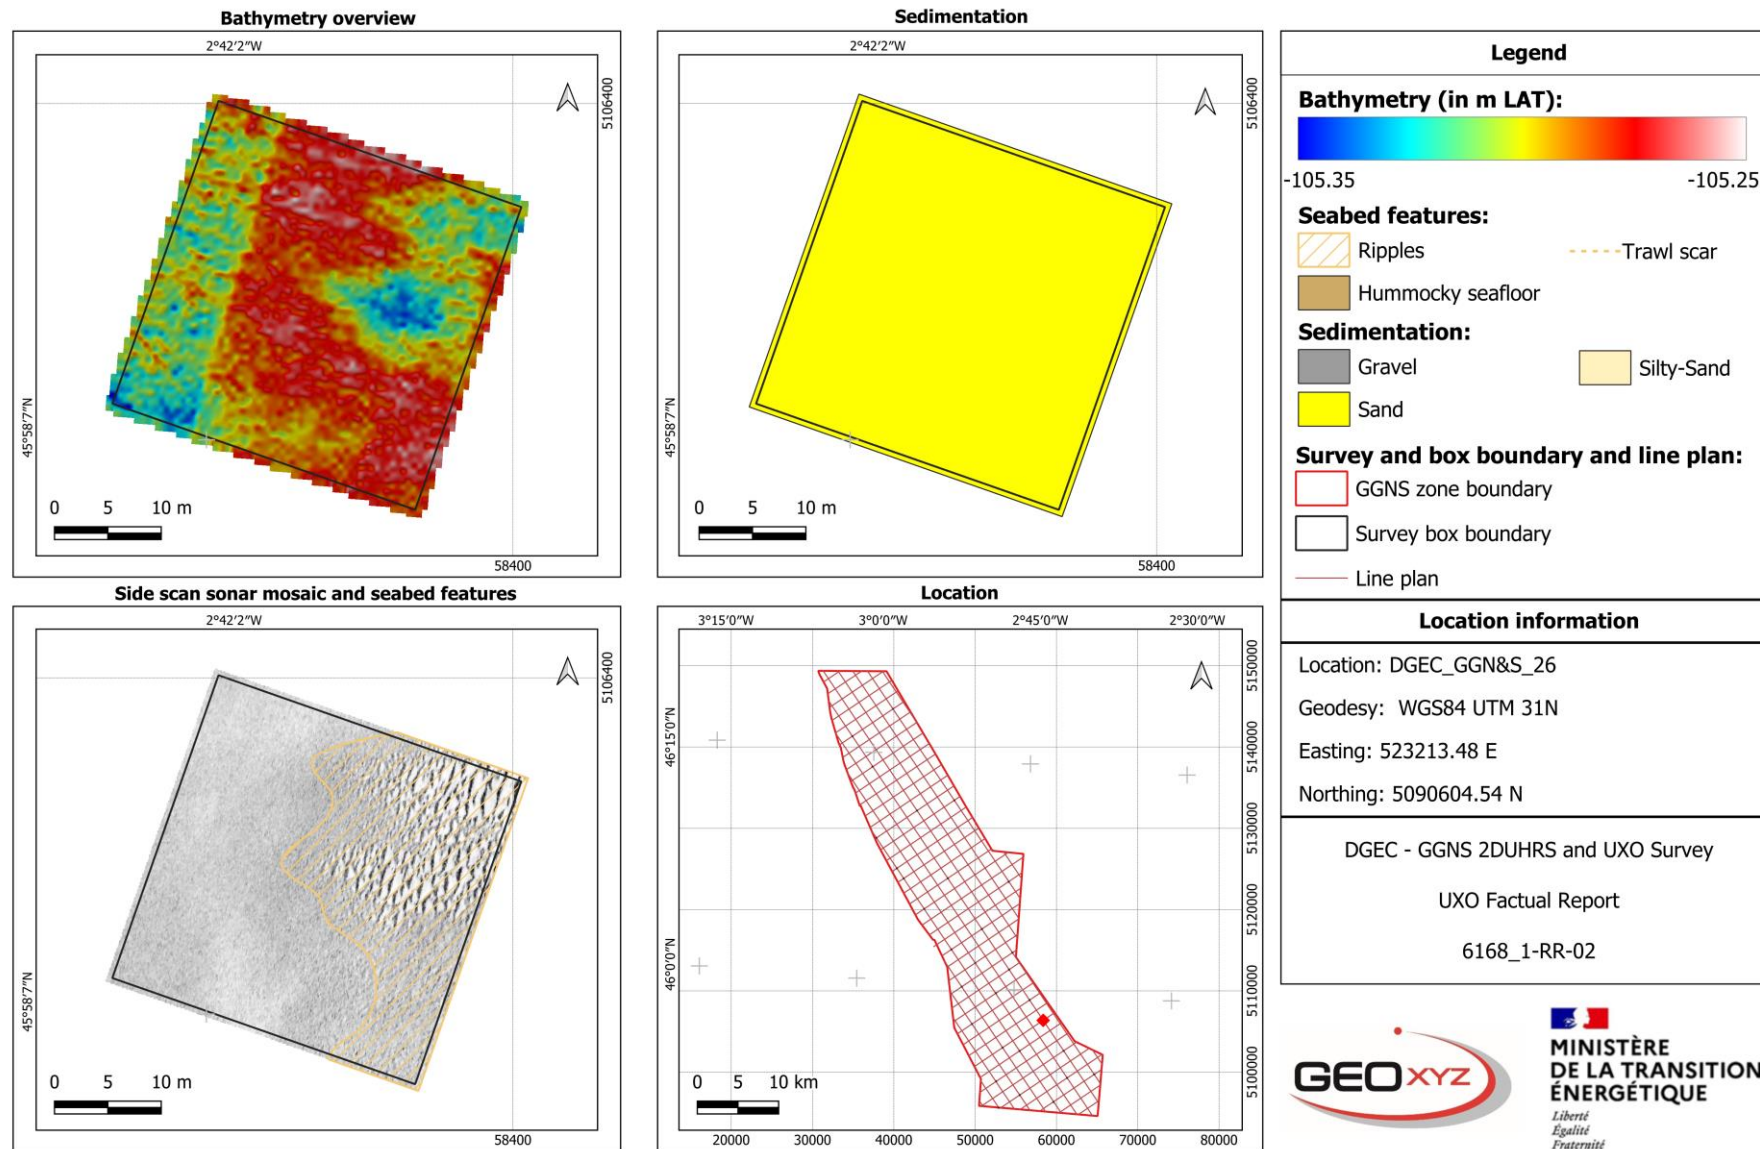 Bathymetry overview
2°42'2"W
5106400
45°58'7"N
0 5 10 m
58400
Sedimentation
2°42'2"W
5106400
45°58'7"N
0 5 10 m
58400
Side scan sonar mosaic and seabed features
2°42'2"W
5106400
45°58'7"N
0 5 10 m
58400
Location
3°15'0"W 3°0'0"W 2°45'0"W 2°30'0"W
46°15'0"N
46°0'0"N
5150000
5140000
5130000
5120000
5110000
5100000
0 5 10 km
20000 30000 40000 50000 60000 70000 80000
Legend
Bathymetry (in m LAT):
-105.35 -105.25
Seabed features:
Ripples Trawl scar
Hummocky seafloor
Sedimentation:
Gravel Silty-Sand
Sand
Survey and box boundary and line plan:
GGNS zone boundary
Survey box boundary
Line plan
Location information
Location: DGEC_GGN&S_26
Geodesy: WGS84 UTM 31N
Easting: 523213.48 E
Northing: 5090604.54 N
DGEC - GGNS 2DUHRS and UXO Survey
UXO Factual Report
6168_1-RR-02
GEOXYZ
MINISTÈRE
DE LA TRANSITION
ÉNERGÉTIQUE
Liberté
Égalité
Fraternité